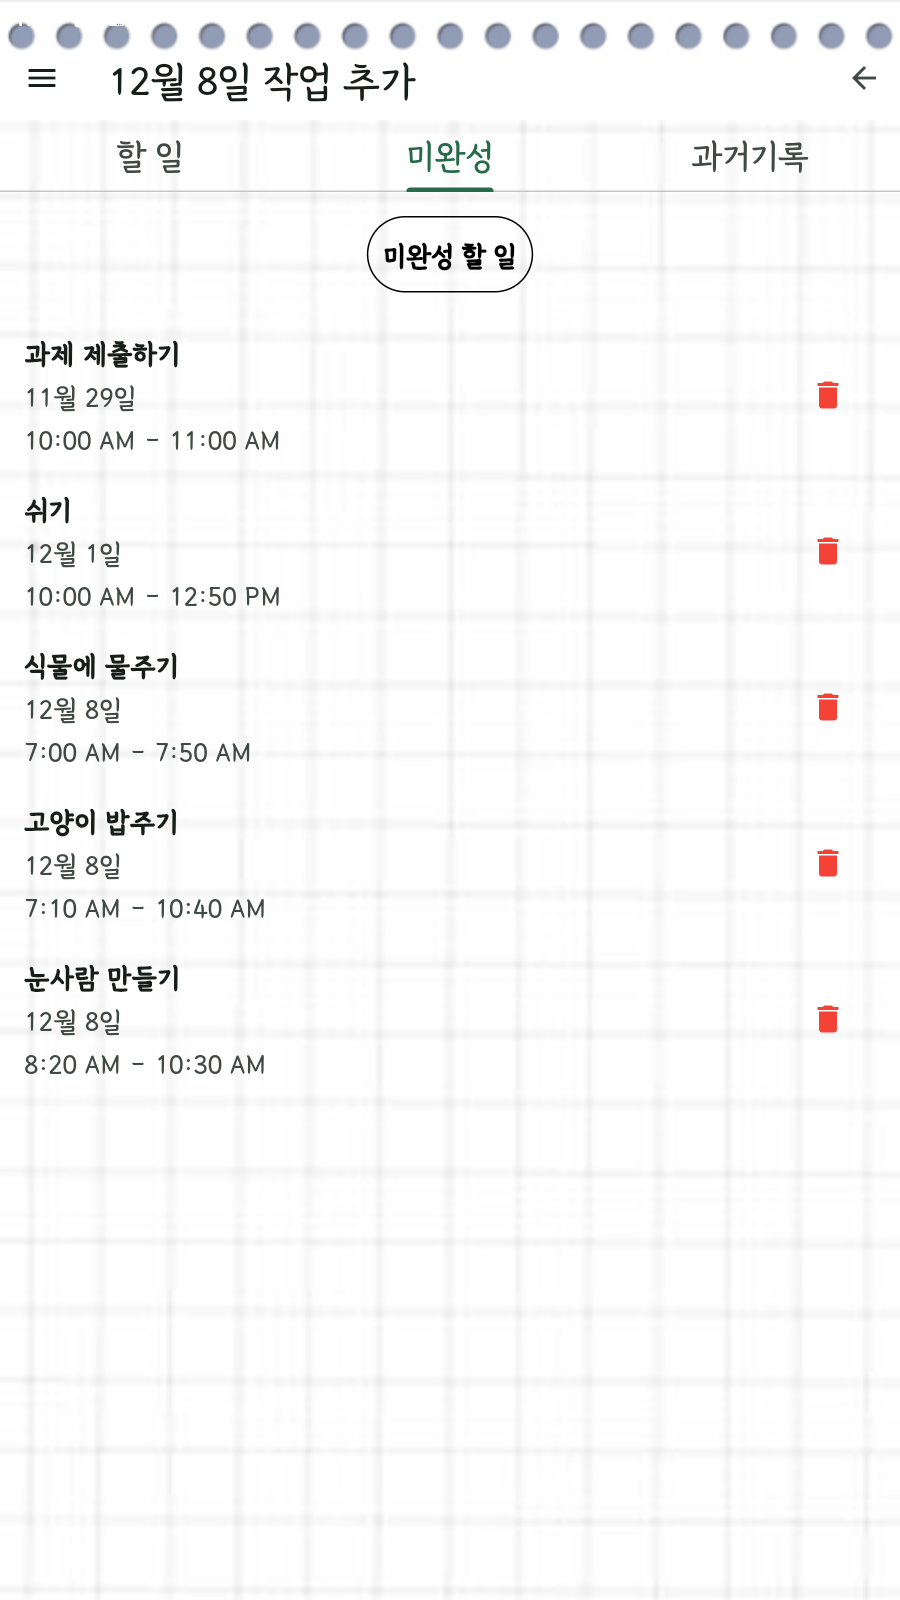 12월 8일 작업 추가
할 일 미완성 과거기록
미완성 할 일
과제 제출하기
11월 29일
10:00 AM - 11:00 AM
쉬기
12월 1일
10:00 AM - 12:50 PM
식물에 물주기
12월 8일
7:00 AM - 7:50 AM
고양이 밥주기
12월 8일
7:10 AM - 10:40 AM
눈사람 만들기
12월 8일
8:20 AM - 10:30 AM